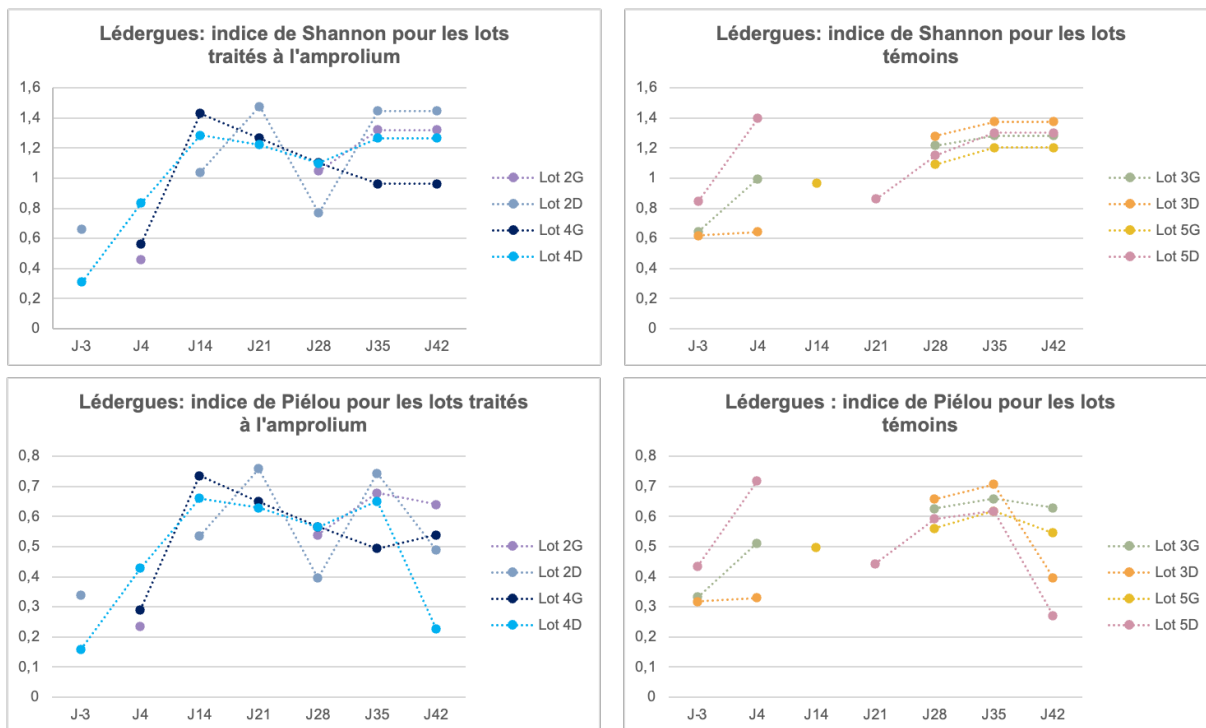 Lédergues: indice de Shannon pour les lots
traités à l'amprolium
1,6
1,4
1,2
1
0,8
0,6
0,4
0,2
0
J-3 J4 J14 J21 J28 J35 J42
Lot 2G
Lot 2D
Lot 4G
Lot 4D
Lédergues: indice de Shannon pour les lots
témoins
1,6
1,4
1,2
1
0,8
0,6
0,4
0,2
0
J-3 J4 J14 J21 J28 J35 J42
Lot 3G
Lot 3D
Lot 5G
Lot 5D
Lédergues: indice de Piélou pour les lots traités
à l'amprolium
0,8
0,7
0,6
0,5
0,4
0,3
0,2
0,1
0
J-3 J4 J14 J21 J28 J35 J42
Lot 2G
Lot 2D
Lot 4G
Lot 4D
Lédergues : indice de Piélou pour les lots
témoins
0,8
0,7
0,6
0,5
0,4
0,3
0,2
0,1
0
J-3 J4 J14 J21 J28 J35 J42
Lot 3G
Lot 3D
Lot 5G
Lot 5D